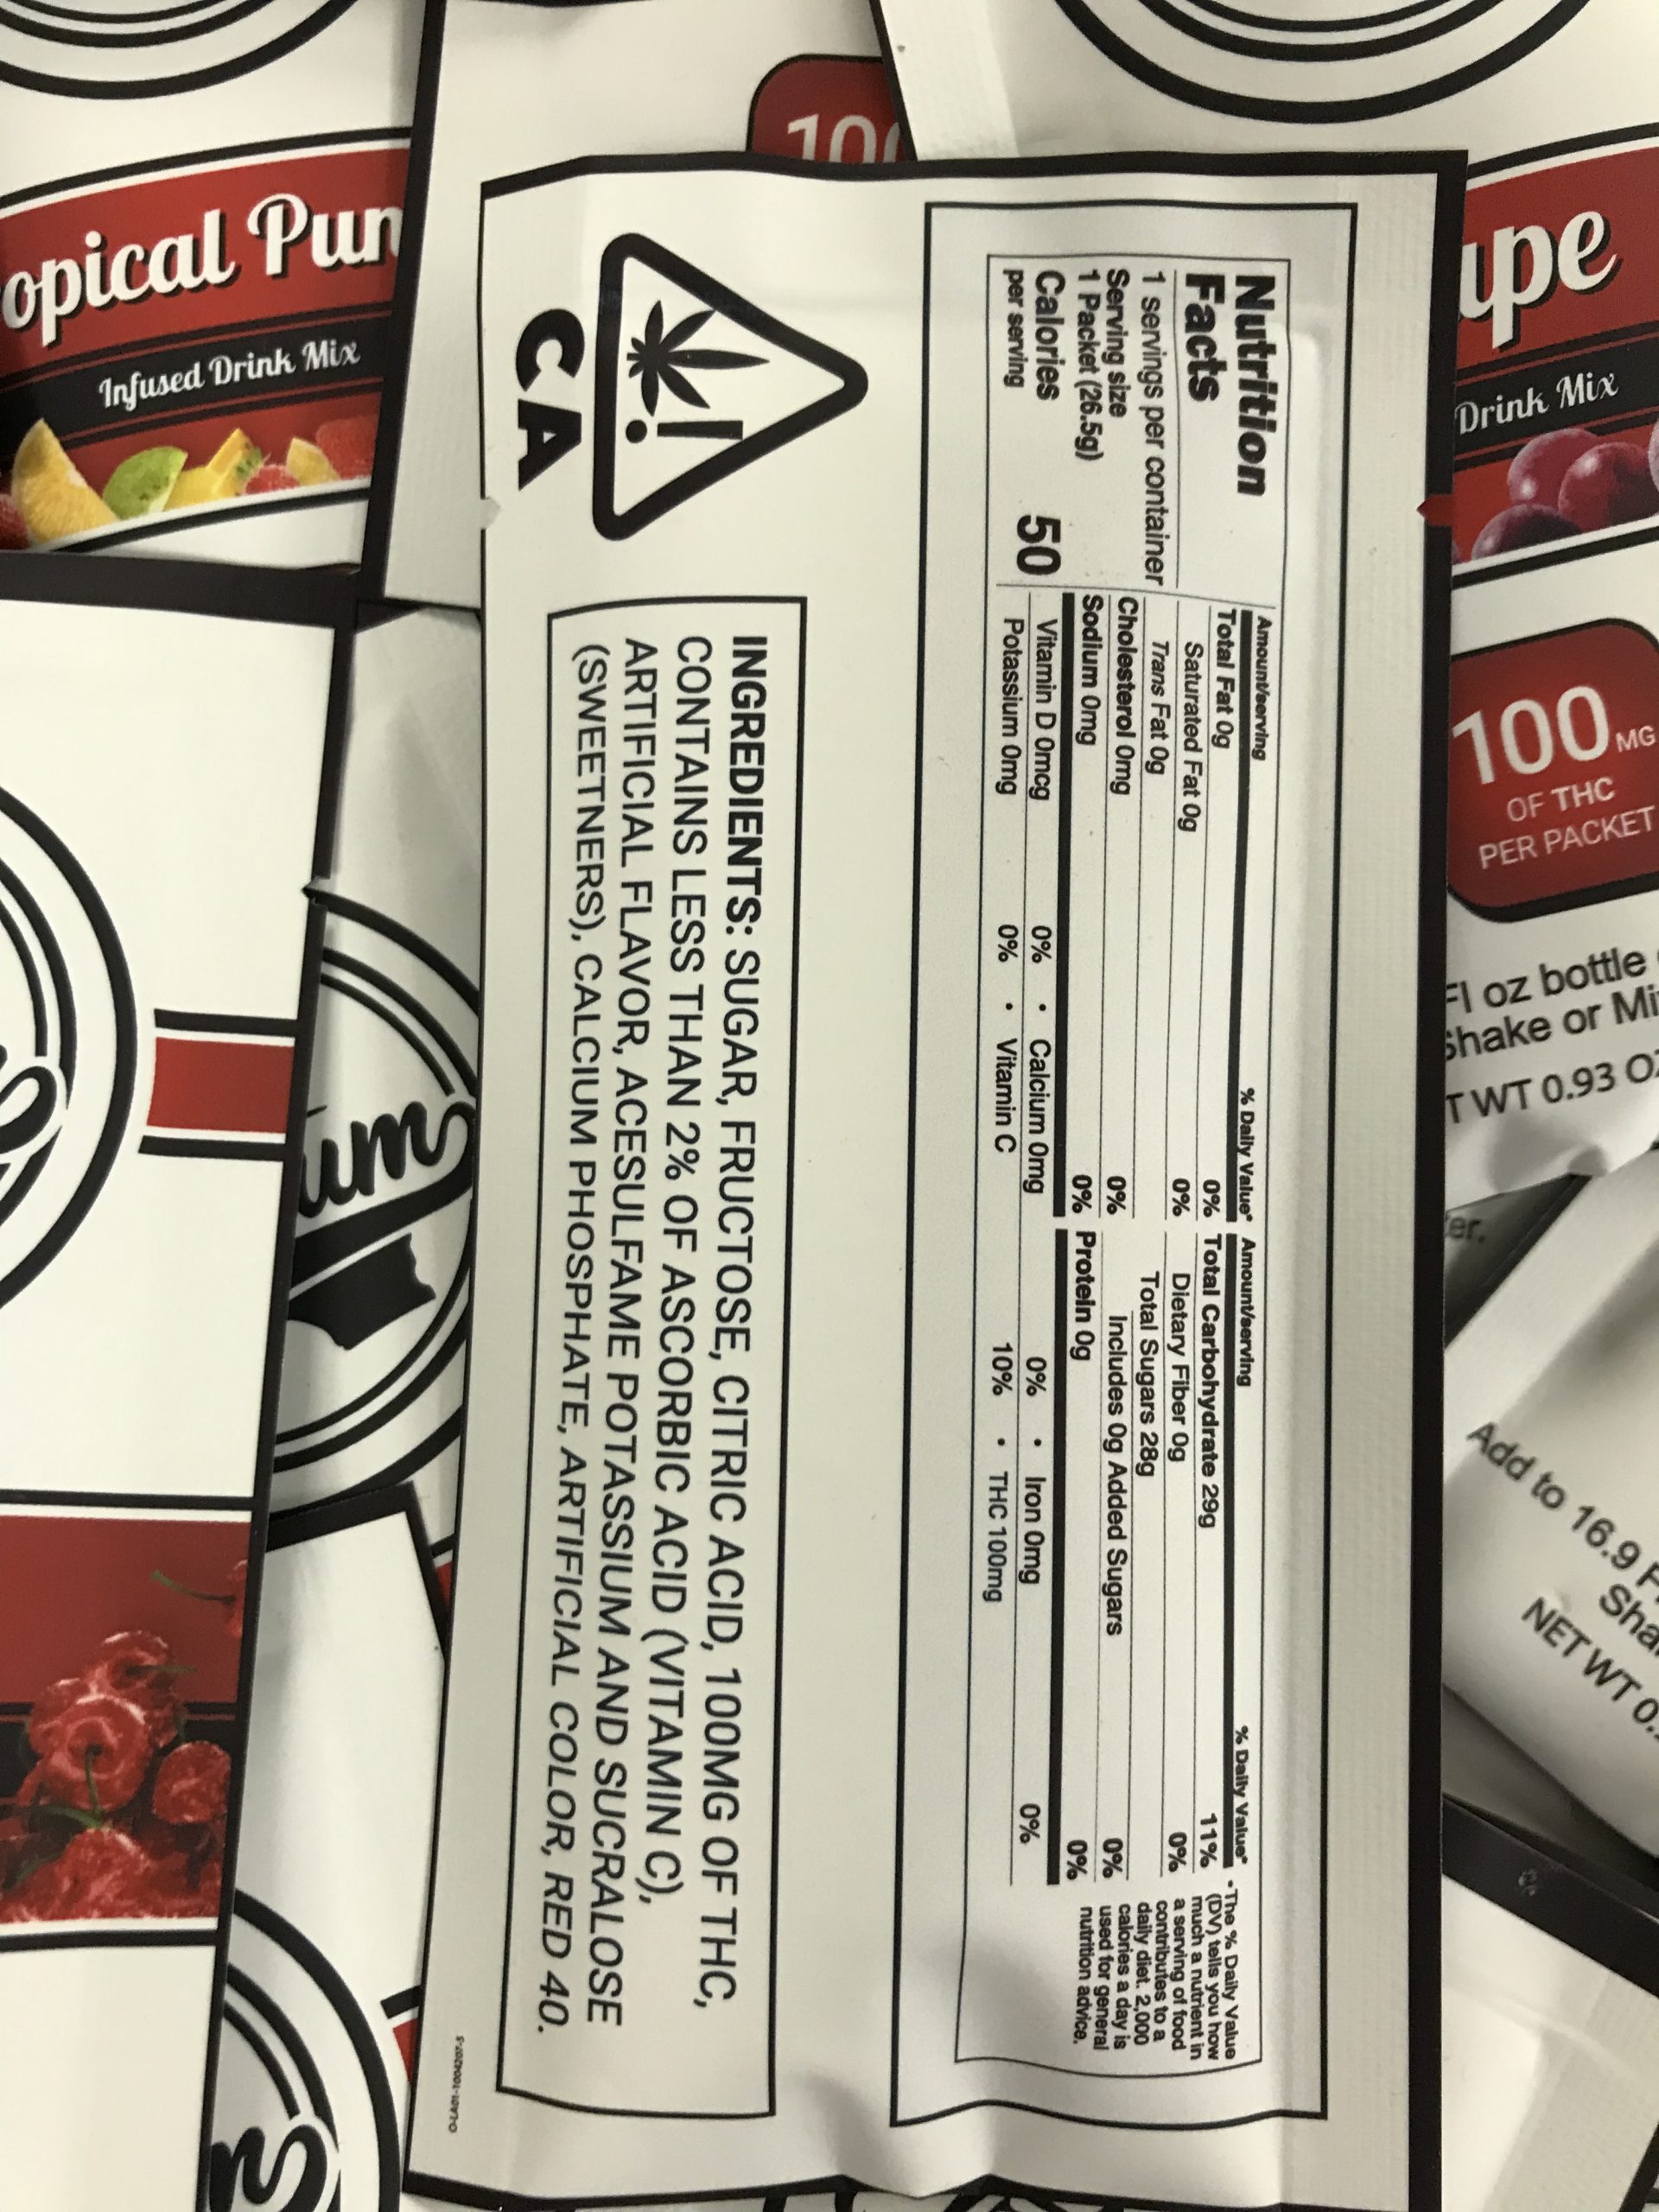 Nutrition
Facts
1 servings per container
Serving size
1 Packet (26.5g)
Calories 50
per serving
Amount/serving % Daily Value*
Total Fat 0g 0%
Saturated Fat 0g 0%
Trans Fat 0g
Cholesterol 0mg 0%
Sodium 0mg 0%
Amount/serving % Daily Value*
Total Carbohydrate 29g 11%
Dietary Fiber 0g 0%
Total Sugars 28g
Includes 0g Added Sugars 0%
Protein 0g 0%
Vitamin D 0mcg 0% • Calcium 0mg 0% • Iron 0mg 0%
Potassium 0mg 0% • Vitamin C 10% • THC 100mg
*The % Daily Value
(DV) tells you how
much a nutrient in
a serving of food
contributes to a
daily diet. 2,000
calories a day is
used for general
nutrition advice.
CA
INGREDIENTS: SUGAR, FRUCTOSE, CITRIC ACID, 100MG OF THC,
CONTAINS LESS THAN 2% OF ASCORBIC ACID (VITAMIN C),
ARTIFICIAL FLAVOR, ACESULFAME POTASSIUM AND SUCRALOSE
(SWEETNERS), CALCIUM PHOSPHATE, ARTIFICIAL COLOR, RED 40.
opical Pun
Infused Drink Mix
100
ape
Drink Mix
100 MG
OF THC
PER PACKET
Fl oz bottle
Shake or Mi
T WT 0.93 OZ
er.
Add to 16.9 F
Sha
NET WT 0.